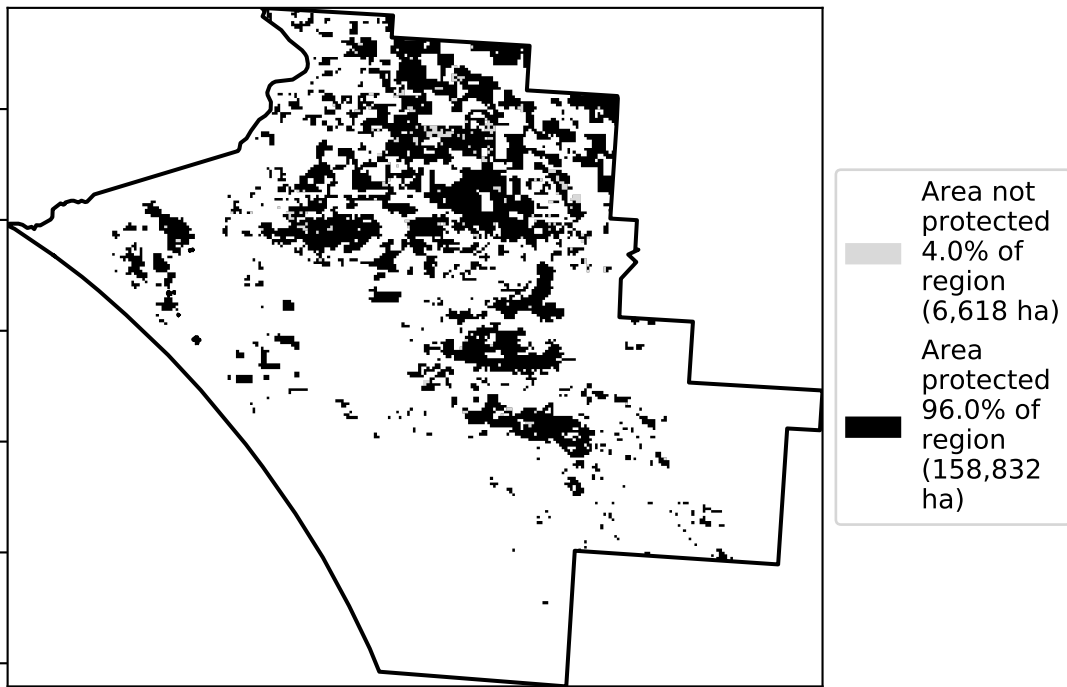 Area not
protected
4.0% of
region
(6,618 ha)
Area
protected
96.0% of
region
(158,832
ha)